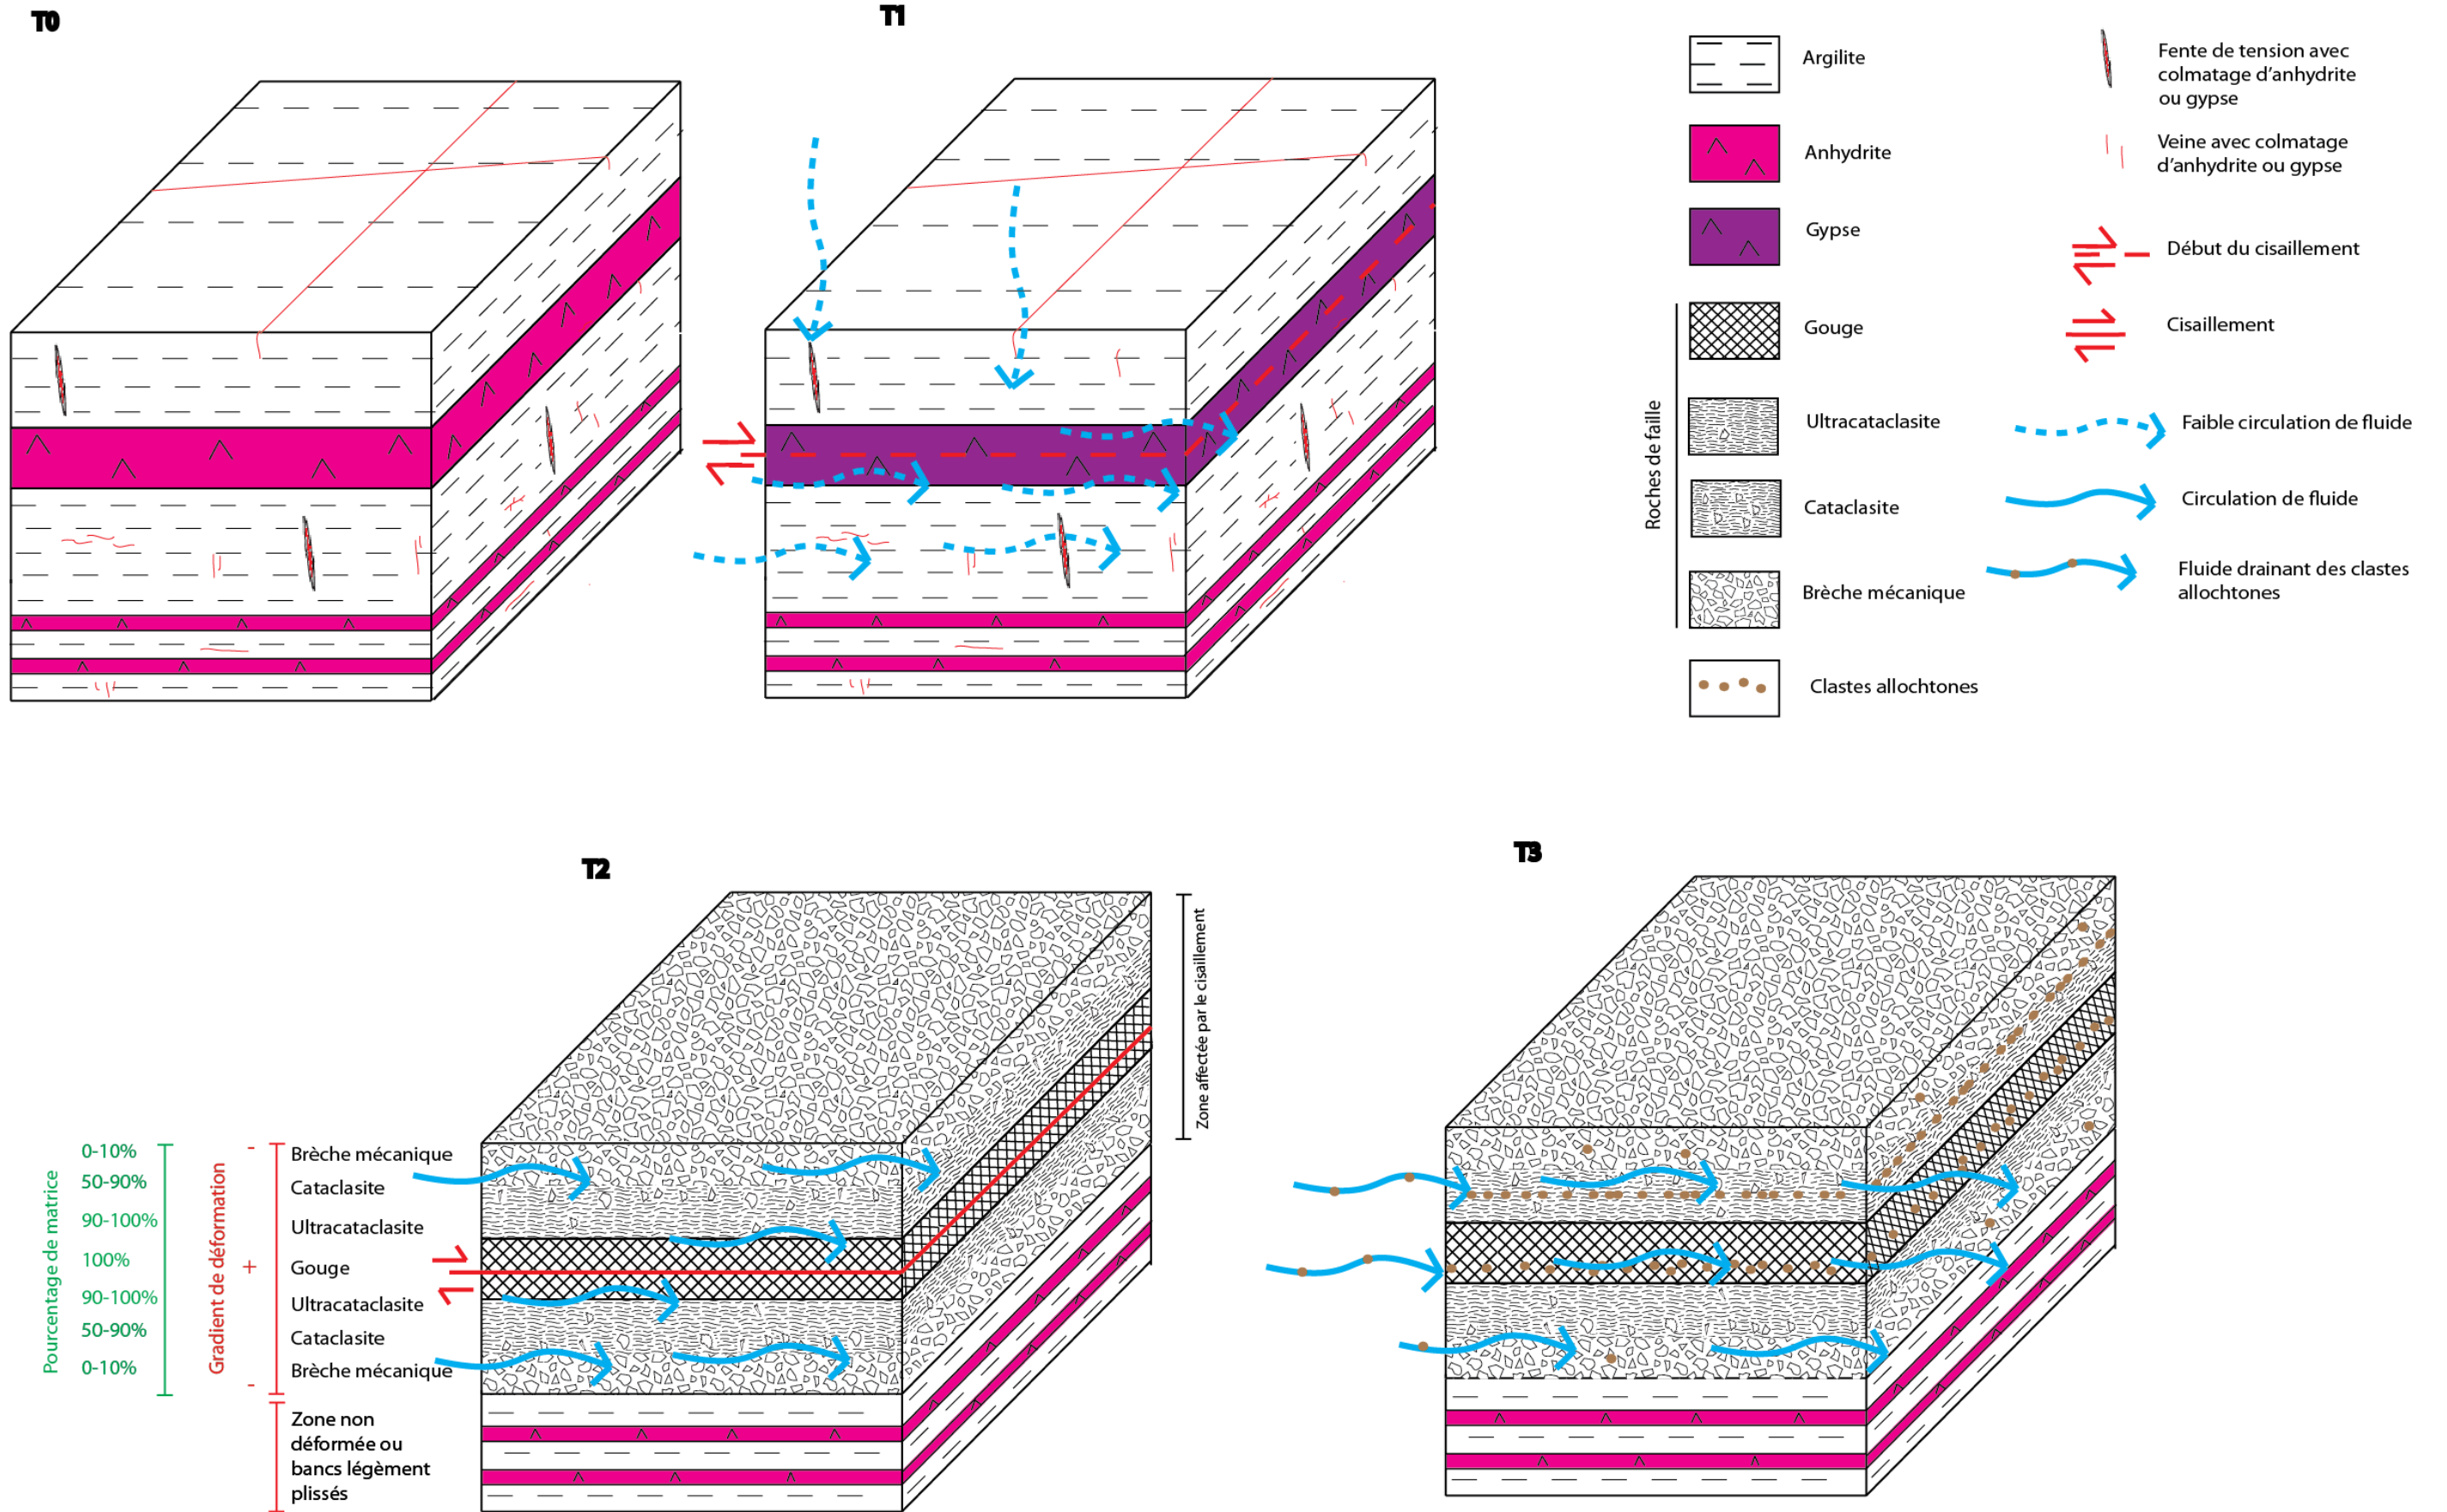 T0
T1
Argilite
Anhydrite
Gypse
Gouge
Ultracataclasite
Cataclasite
Brèche mécanique
Clastes allochtones
Roches de faille
Fente de tension avec
colmatage d'anhydrite
ou gypse
Veine avec colmatage
d'anhydrite ou gypse
Début du cisaillement
Cisaillement
Faible circulation de fluide
Circulation de fluide
Fluide drainant des clastes
allochtones
T2
Zone affectée par le cisaillement
Pourcentage de matrice
0-10%
50-90%
90-100%
100%
90-100%
50-90%
0-10%
Gradient de déformation
-
+
-
Brèche mécanique
Cataclasite
Ultracataclasite
Gouge
Ultracataclasite
Cataclasite
Brèche mécanique
Zone non
déformée ou
bancs légèment
plissés
T3